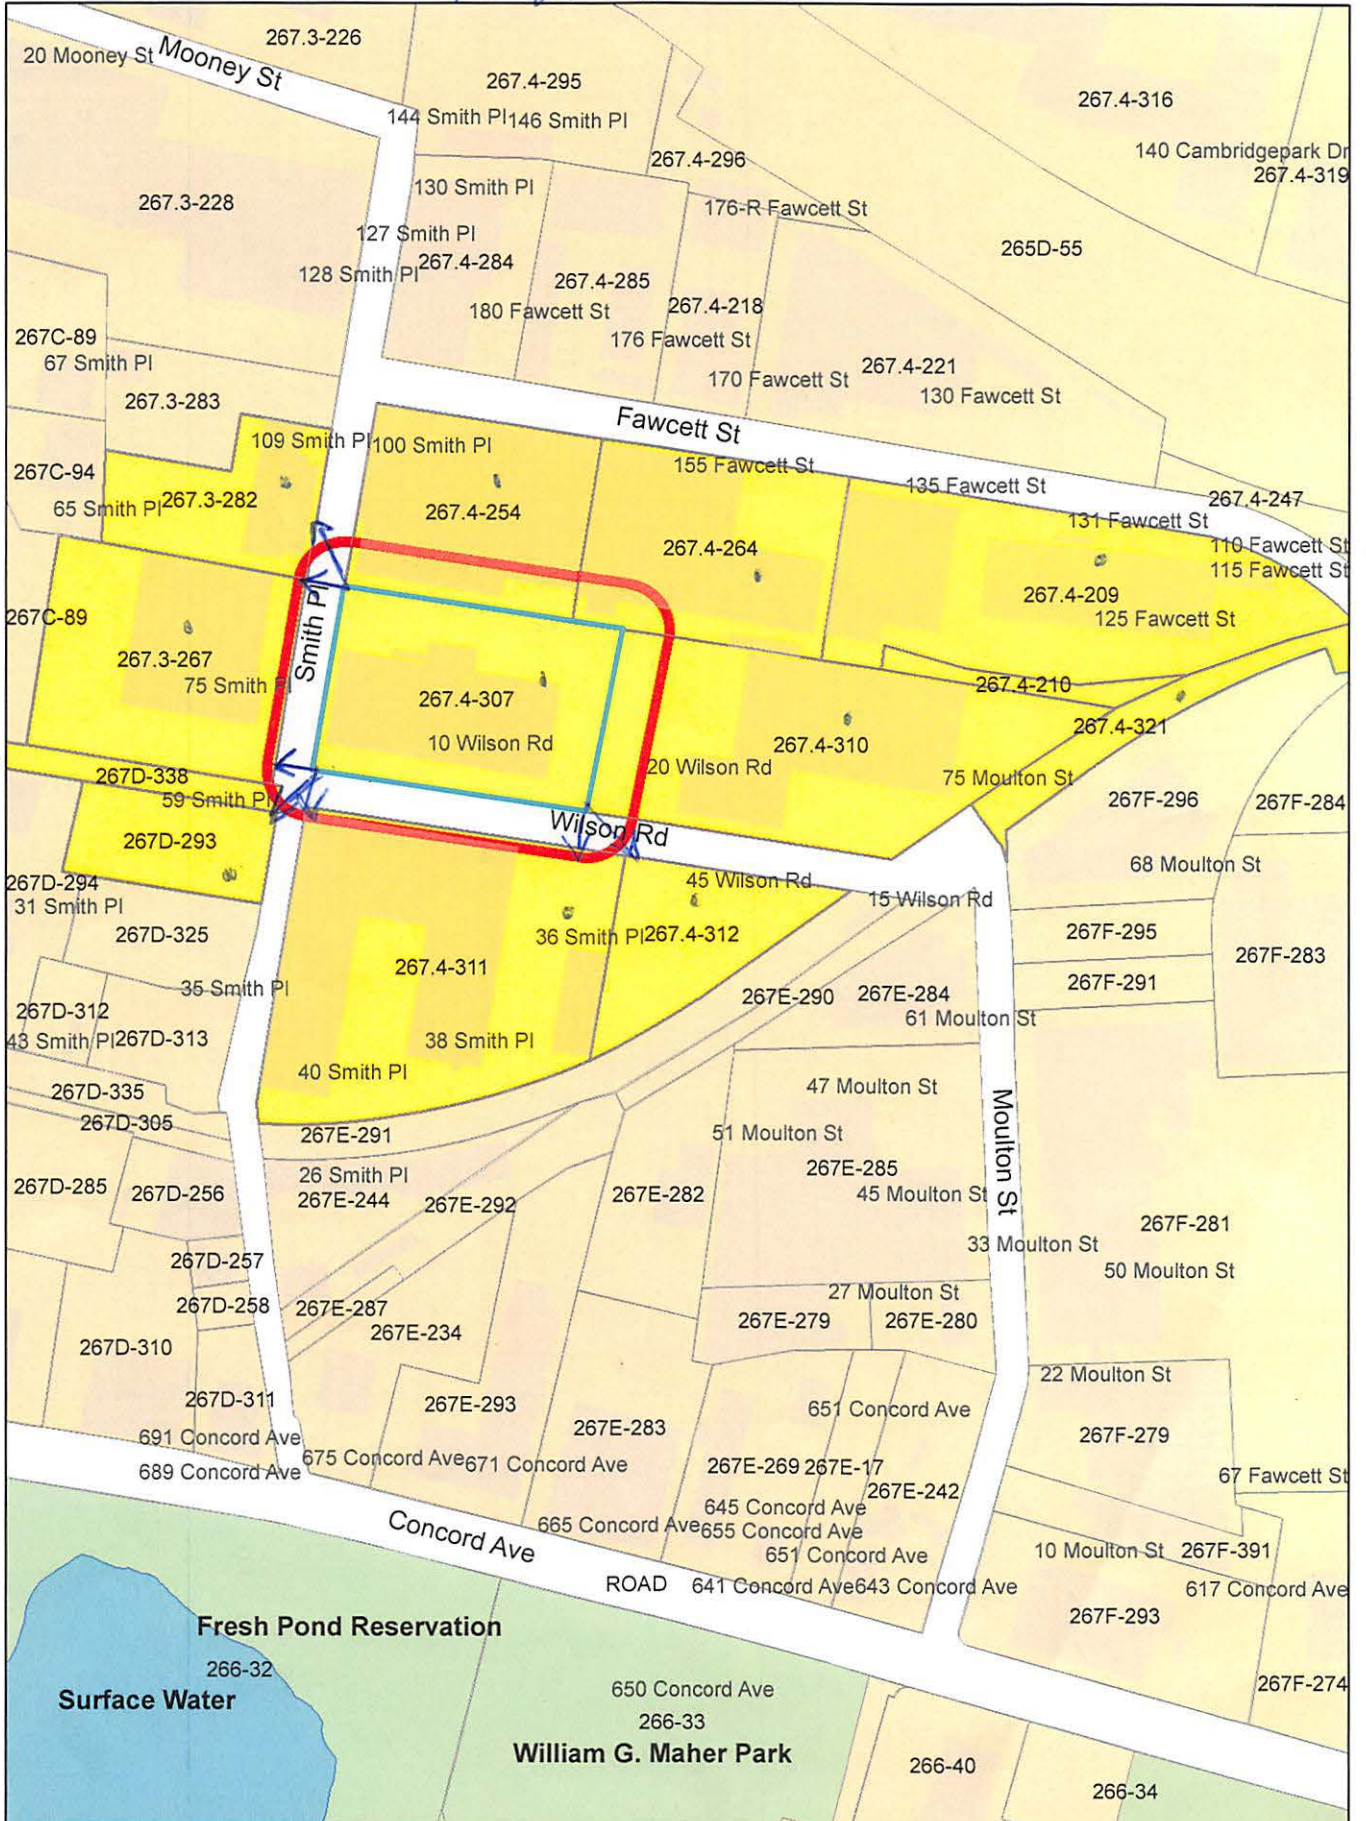 267.3-226
20 Mooney St
Mooney St
267.4-295
267.4-316
144 Smith Pl 146 Smith Pl
140 Cambridgepark Dr
267.4-296
267.4-319
130 Smith Pl
267.3-228
176-R Fawcett St
127 Smith Pl
265D-55
267.4-284
128 Smith Pl
267.4-285
267.4-218
180 Fawcett St
267C-89
176 Fawcett St
67 Smith Pl
267.4-221
170 Fawcett St
130 Fawcett St
267.3-283
Fawcett St
109 Smith Pl 100 Smith Pl
155 Fawcett St
267C-94
135 Fawcett St
267.3-282
267.4-247
65 Smith Pl
267.4-254
131 Fawcett St
110 Fawcett St
267.4-264
115 Fawcett St
267.4-209
267C-89
125 Fawcett St
Smith Pl
267.3-267
75 Smith Pl
267.4-210
267.4-307
267.4-321
10 Wilson Rd
267.4-310
20 Wilson Rd
267D-338
75 Moulton St
59 Smith Pl
267F-296
267F-284
Wilson Rd
267D-293
68 Moulton St
267D-294
45 Wilson Rd
15 Wilson Rd
31 Smith Pl
267D-325
36 Smith Pl 267.4-312
267F-295
267F-283
267.4-311
267F-291
35 Smith Pl
267E-290
267E-284
267D-312
61 Moulton St
43 Smith Pl 267D-313
38 Smith Pl
40 Smith Pl
47 Moulton St
267D-335
Moulton St
267D-305
267E-291
51 Moulton St
26 Smith Pl
267E-285
267D-285
267D-256
267E-244
267E-292
267E-282
45 Moulton St
267F-281
33 Moulton St
267D-257
50 Moulton St
27 Moulton St
267D-258
267E-287
267E-279
267E-280
267E-234
267D-310
22 Moulton St
267D-311
267E-293
651 Concord Ave
267E-283
267F-279
691 Concord Ave
675 Concord Ave 671 Concord Ave
267E-269 267E-17
689 Concord Ave
67 Fawcett St
267E-242
645 Concord Ave
Concord Ave
665 Concord Ave 655 Concord Ave
651 Concord Ave
10 Moulton St
267F-391
ROAD
641 Concord Ave 643 Concord Ave
617 Concord Ave
267F-293
Fresh Pond Reservation
266-32
267F-274
Surface Water
650 Concord Ave
266-33
William G. Maher Park
266-40
266-34